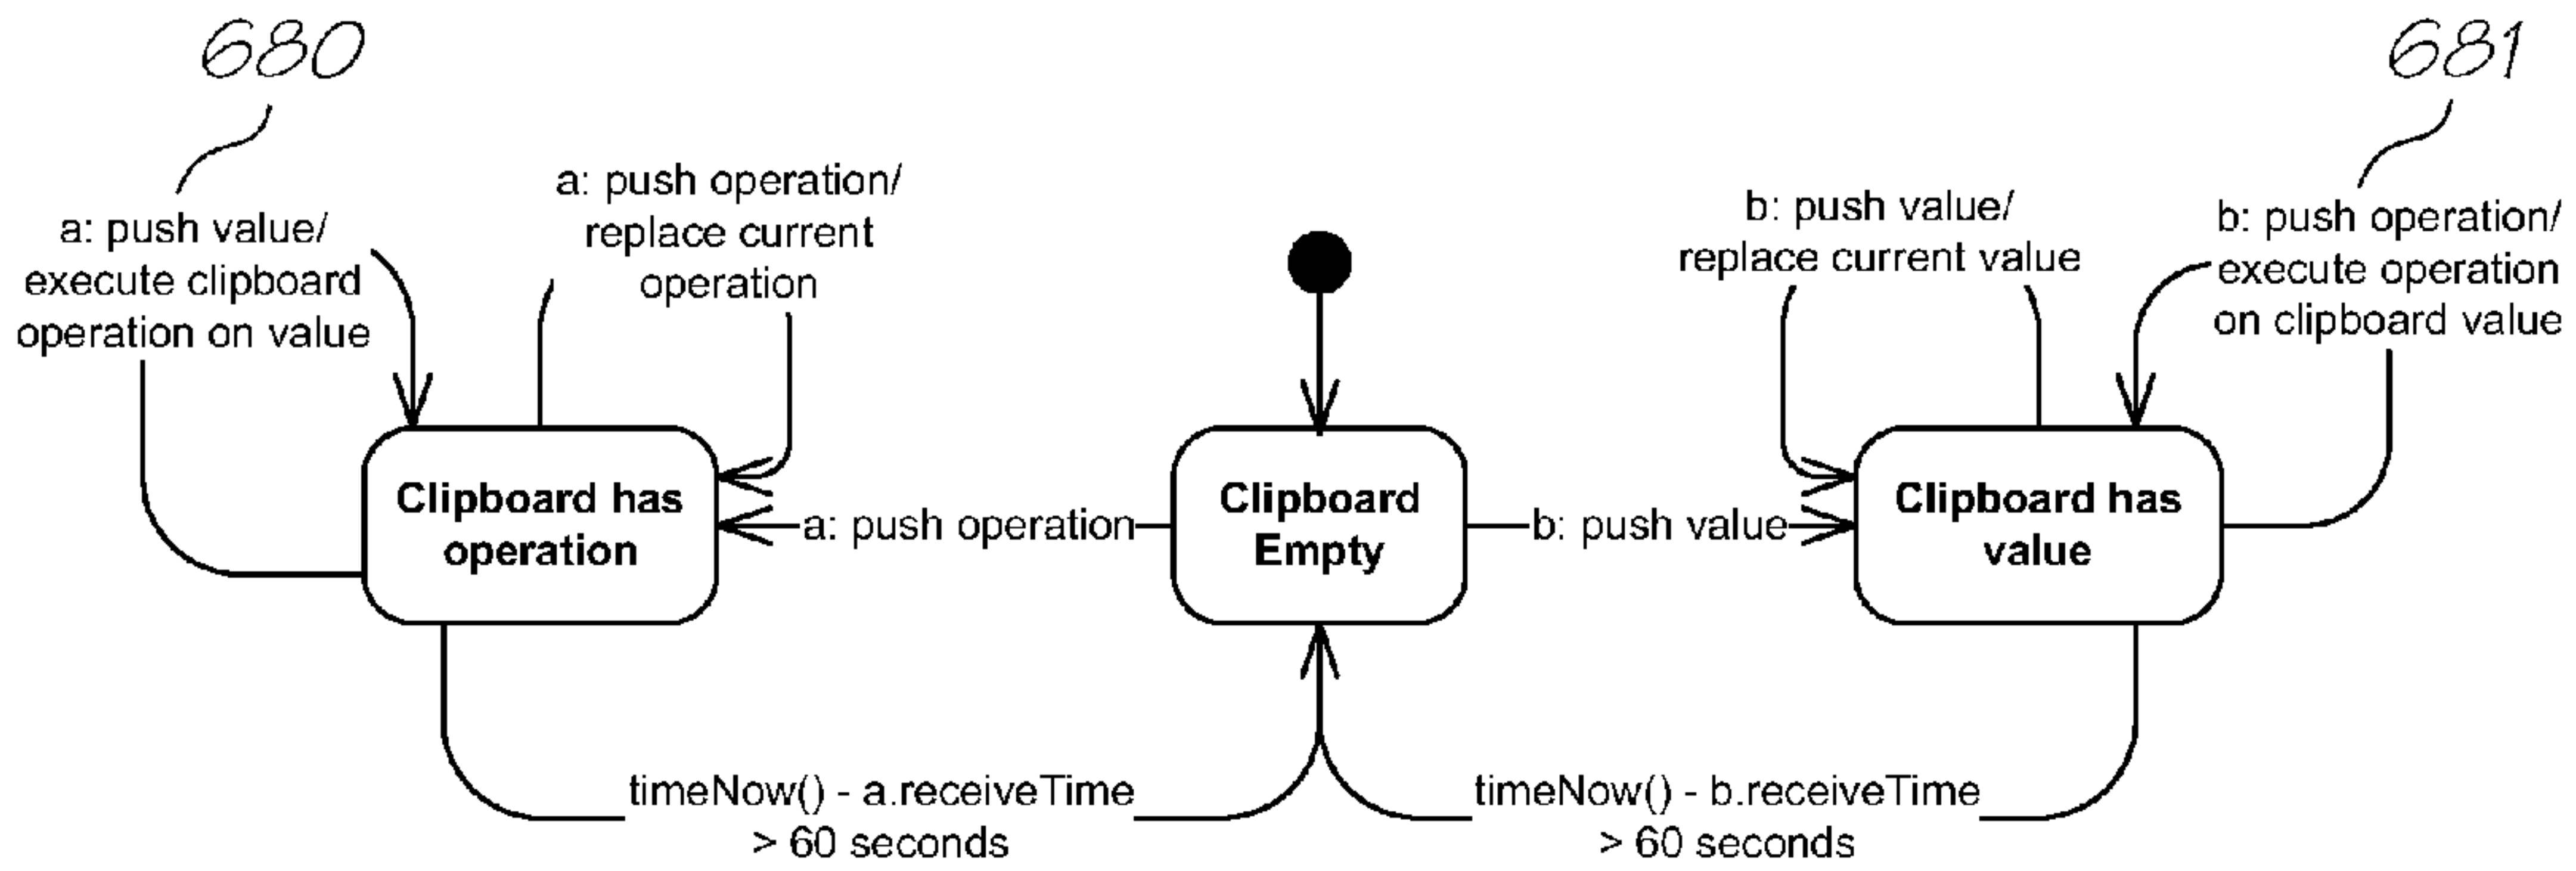 680
681
a: push value/
execute clipboard
operation on value
a: push operation/
replace current
operation
b: push value/
replace current value
b: push operation/
execute operation
on clipboard value
Clipboard has
operation
a: push operation
Clipboard
Empty
b: push value
Clipboard has
value
timeNow() - a.receiveTime
> 60 seconds
timeNow() - b.receiveTime
> 60 seconds